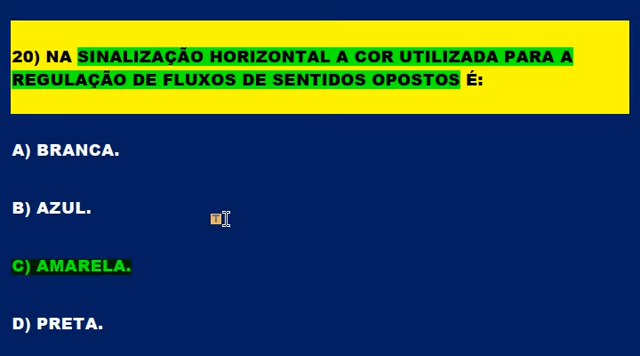 20) NA SINALIZAÇÃO HORIZONTAL A COR UTILIZADA PARA A
REGULAÇÃO DE FLUXOS DE SENTIDOS OPOSTOS É:
A) BRANCA.
B) AZUL.
T
C) AMARELA.
D) PRETA.